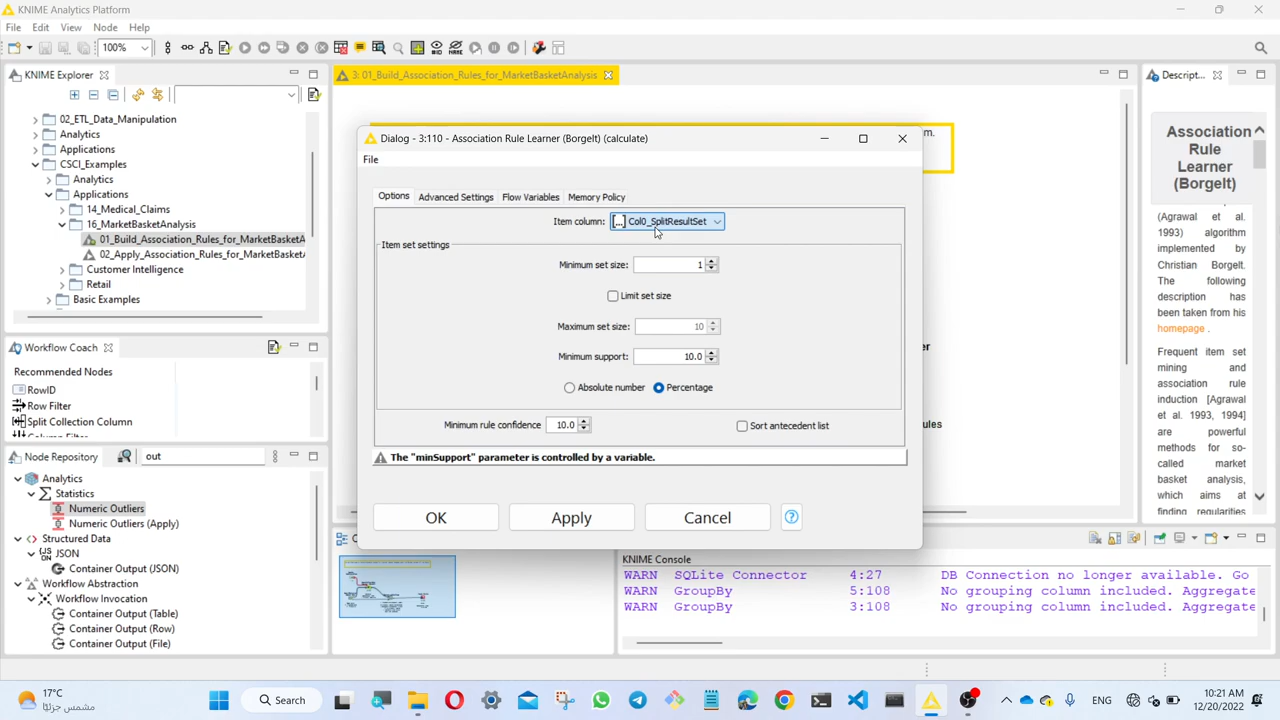 KNIME Analytics Platform
File Edit View Node Help
100%
KNIME Explorer
3: 01_Build_Association_Rules_for_MarketBasketAnalysis
Descript...
02_ETL_Data_Manipulation
Analytics
Applications
CSCI_Examples
Analytics
Applications
14_Medical_Claims
16_MarketBasketAnalysis
01_Build_Association_Rules_for_MarketBasketA
02_Apply_Association_Rules_for_MarketBasketA
Customer Intelligence
Retail
Basic Examples
Workflow Coach
Recommended Nodes
RowID
Row Filter
Split Collection Column
Node Repository
out
Analytics
Statistics
Numeric Outliers
Numeric Outliers (Apply)
Structured Data
JSON
Container Output (JSON)
Workflow Abstraction
Workflow Invocation
Container Output (Table)
Container Output (Row)
Container Output (File)
m.
er
ules
Dialog - 3:110 - Association Rule Learner (Borgelt) (calculate)
File
Options Advanced Settings Flow Variables Memory Policy
Item column: [...] Col0_SplitResultSet
Item set settings
Minimum set size: 1
Limit set size
Maximum set size: 10
Minimum support: 10.0
Absolute number Percentage
Minimum rule confidence 10.0 Sort antecedent list
The "minSupport" parameter is controlled by a variable.
OK Apply Cancel ?
Association
Rule
Learner
(Borgelt)
(Agrawal et
al. 1993)
algorithm
implemented
by Christian
Borgelt. The
following
description
has been
taken from his
homepage .
Frequent item
set mining
and
association
rule
induction [Agrawal
et al. 1993, 1994]
are powerful
methods for so-
called market
basket analysis,
which aims at
finding regularities
KNIME Console
WARN SQLite Connector 4:27 DB Connection no longer available. Go
WARN GroupBy 5:108 No grouping column included. Aggregate
WARN GroupBy 3:108 No grouping column included. Aggregate
17°C
مشمس جزئيًا
Search
ENG
10:21 AM
12/20/2022